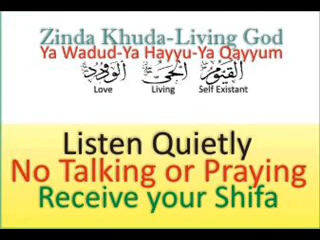 Zinda Khuda-Living God
Ya Wadud-Ya Hayyu-Ya Qayyum
الودود الحي القيوم
Love Living Self Existant
Listen Quietly
No Talking or Praying
Receive your Shifa